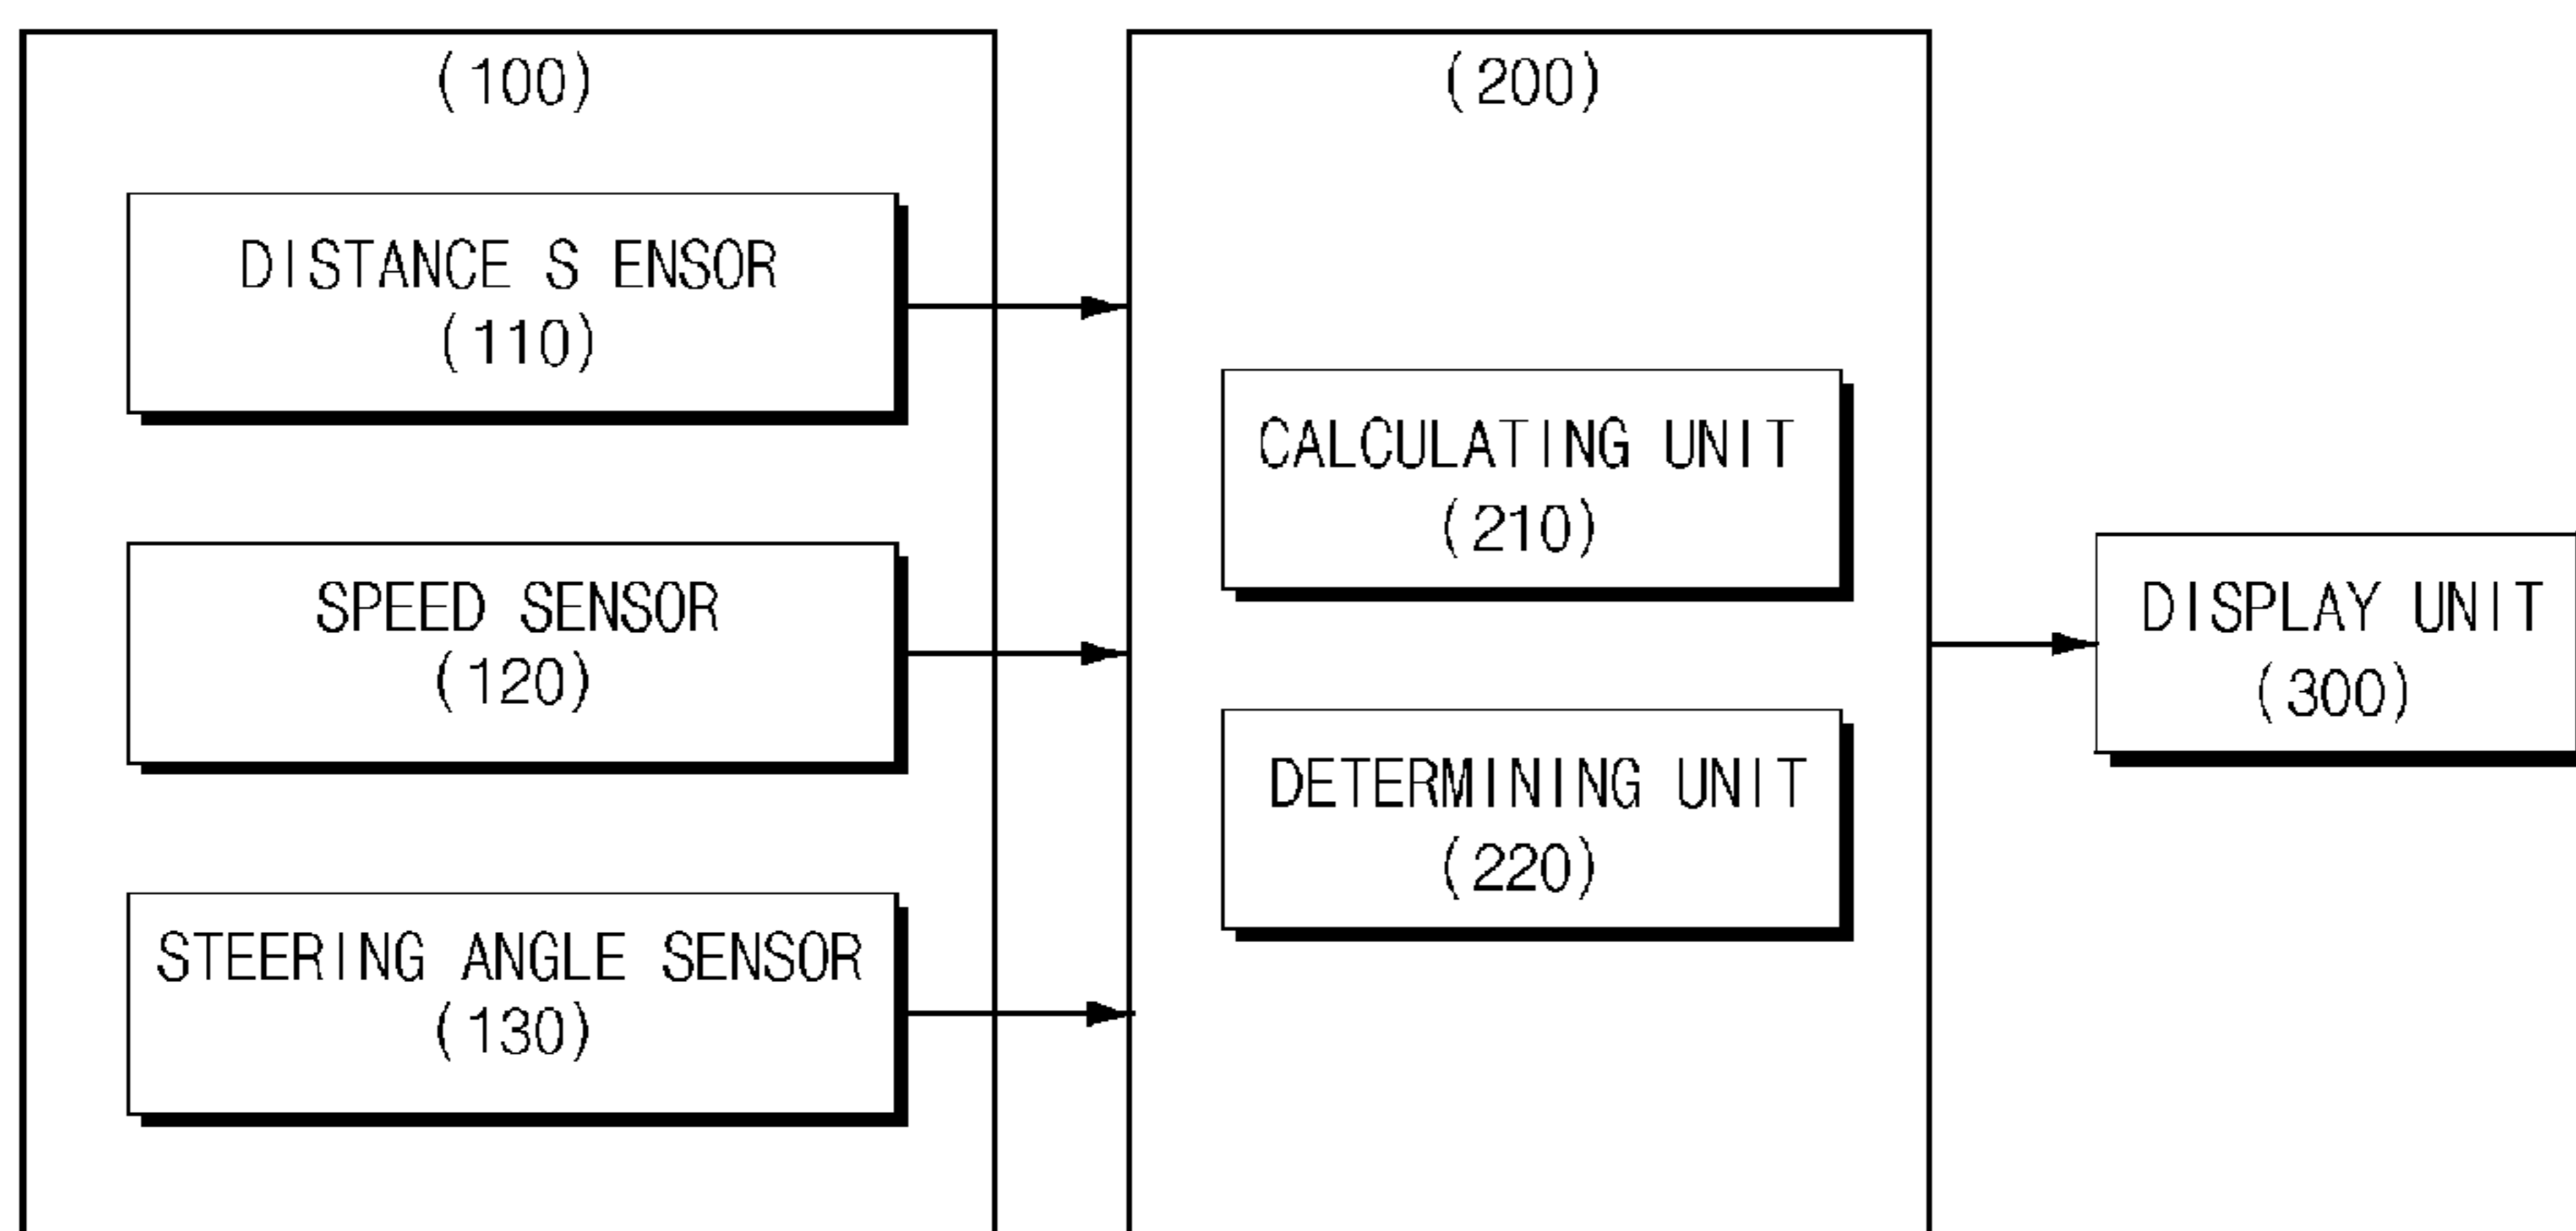 (100)
DISTANCE S ENSOR
(110)
SPEED SENSOR
(120)
STEERING ANGLE SENSOR
(130)
(200)
CALCULATING UNIT
(210)
DETERMINING UNIT
(220)
DISPLAY UNIT
(300)